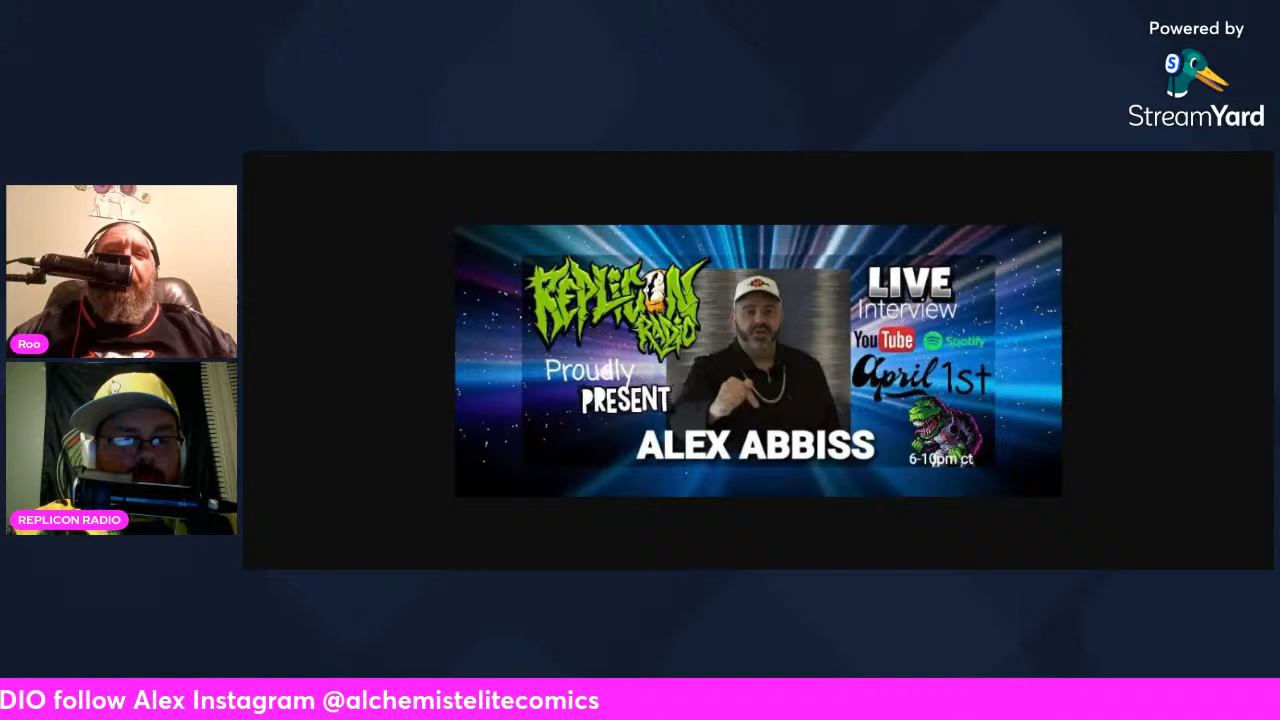 Powered by
S
StreamYard
Roo
REPLICON RADIO
REPLICON
RADIO
Proudly
PRESENT
LIVE
Interview
YouTube Spotify
April 1st
ALEX ABBISS
6-10pm ct
DIO follow Alex Instagram @alchemistelitecomics